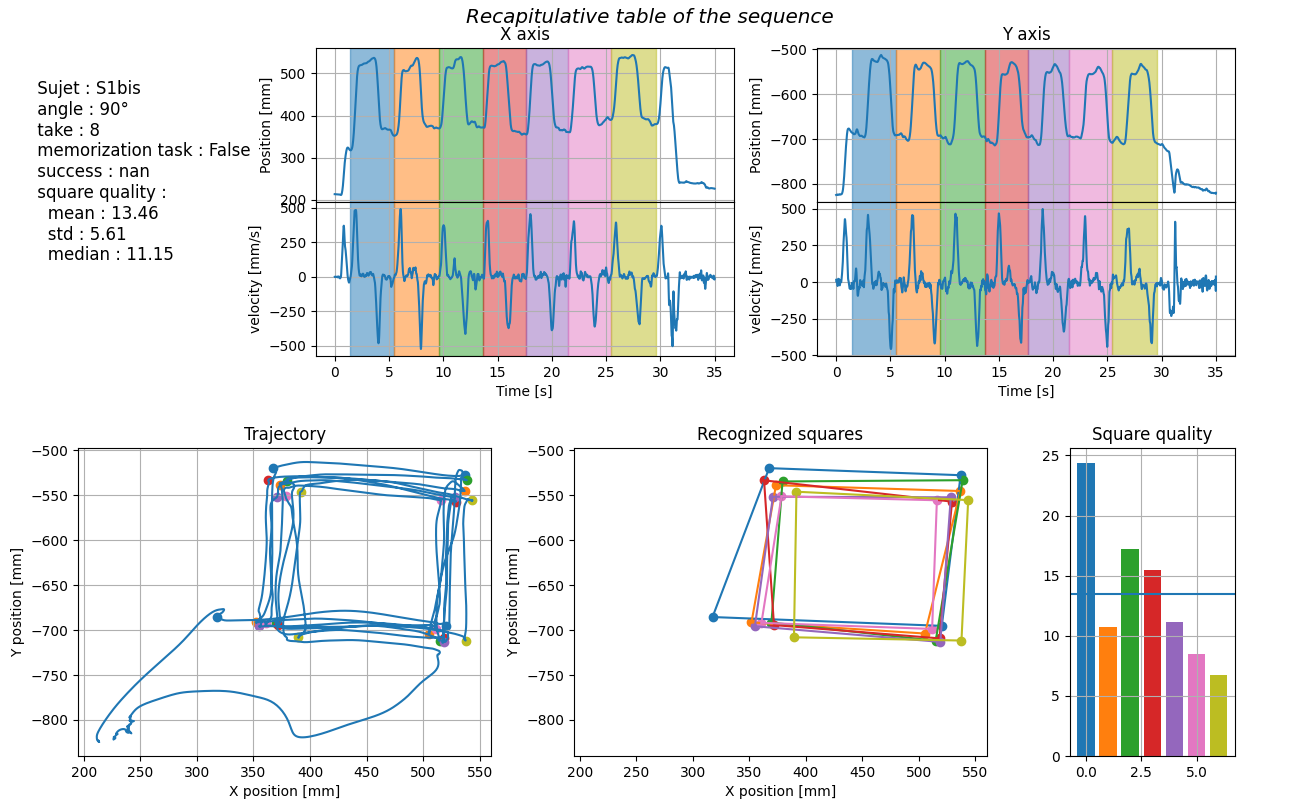 Recapitulative table of the sequence
Sujet : S1bis
angle : 90°
take : 8
memorization task : False
success : nan
square quality :
mean : 13.46
std : 5.61
median : 11.15
X axis
Position [mm]
500
400
300
200
velocity [mm/s]
500
250
0
−250
−500
0 5 10 15 20 25 30 35
Time [s]
Y axis
Position [mm]
−500
−600
−700
−800
velocity [mm/s]
500
250
0
−250
−500
0 5 10 15 20 25 30 35
Time [s]
Trajectory
Y position [mm]
−500
−550
−600
−650
−700
−750
−800
200 250 300 350 400 450 500 550
X position [mm]
Recognized squares
Y position [mm]
−500
−550
−600
−650
−700
−750
−800
200 250 300 350 400 450 500 550
X position [mm]
Square quality
25
20
15
10
5
0
0.0 2.5 5.0